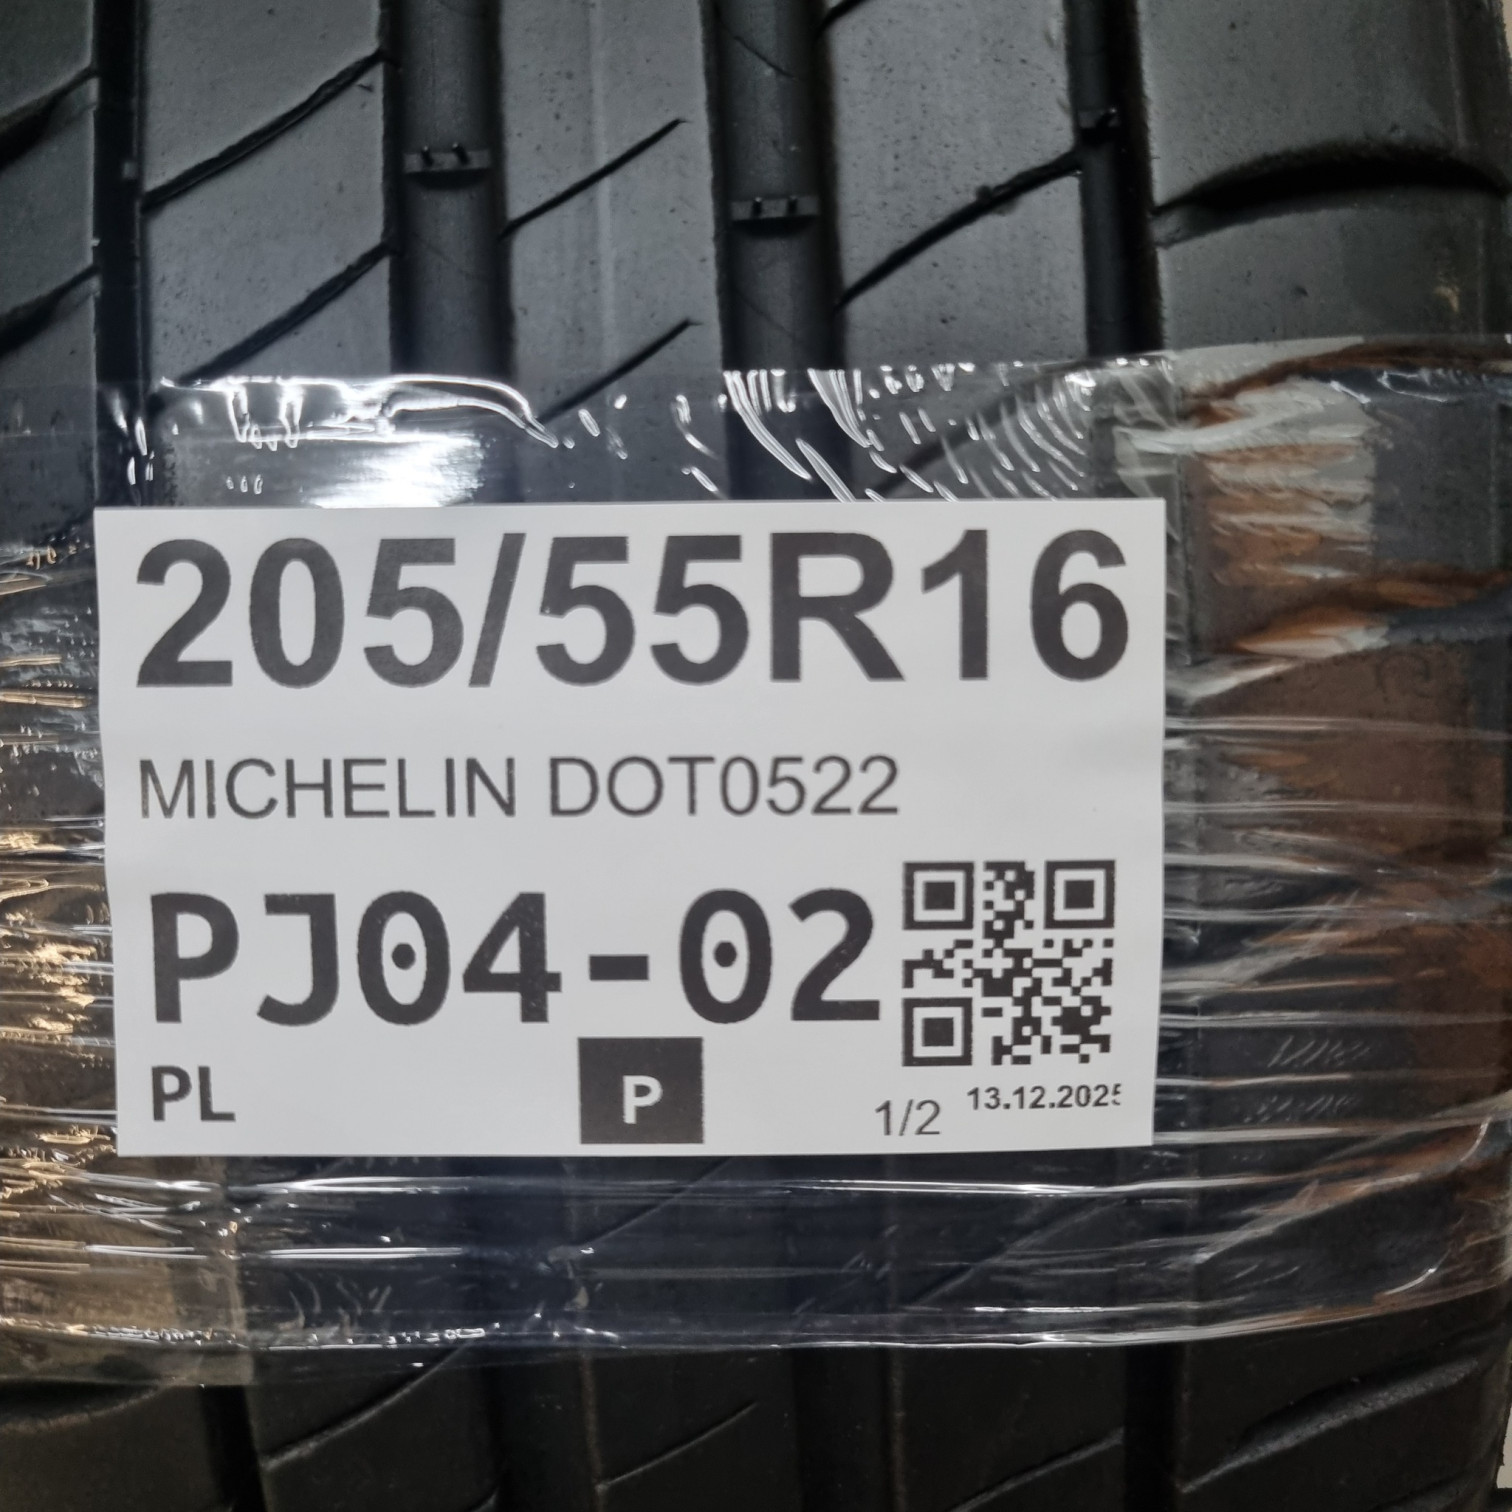 205/55R16
MICHELIN DOT0522
PJ04-02
PL
P
1/2
13.12.2025